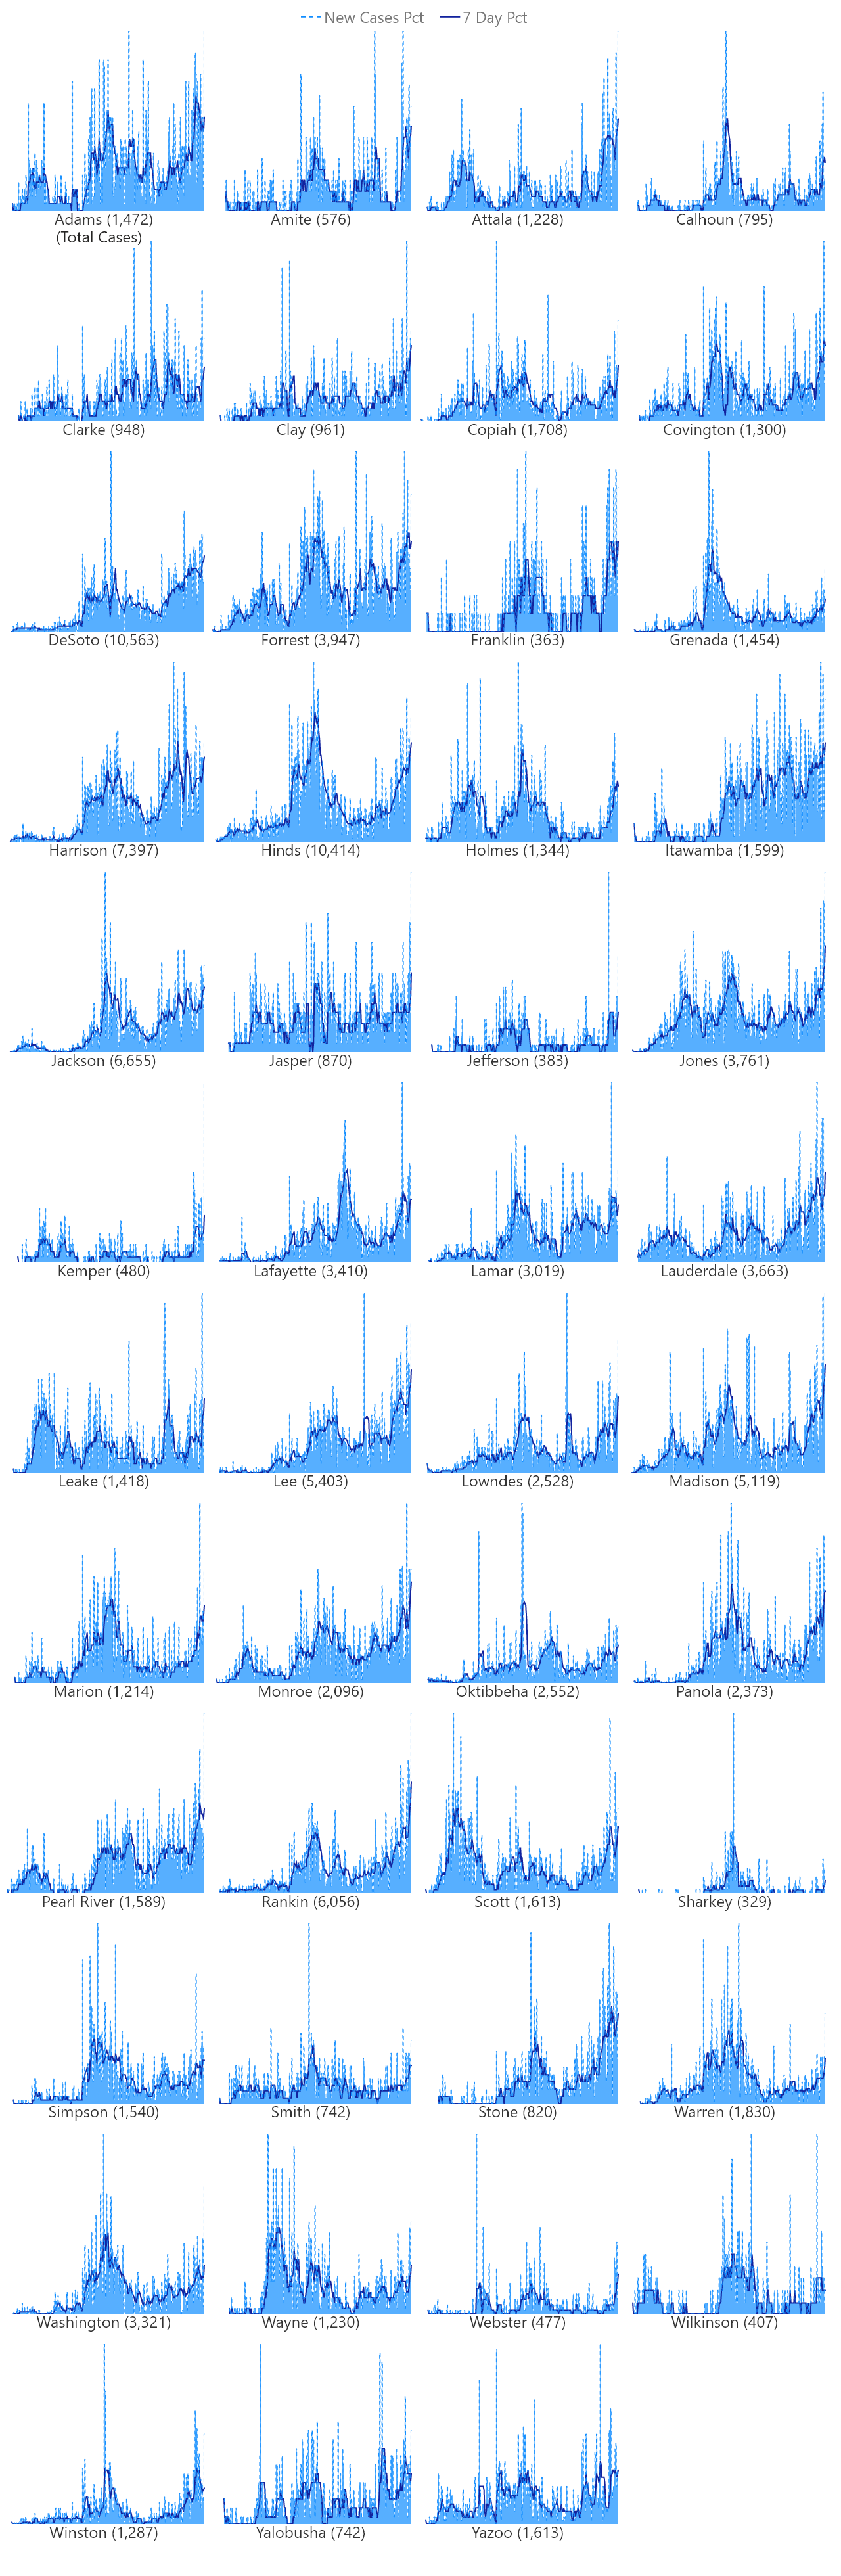 New Cases Pct 7 Day Pct
Adams (1,472) Amite (576) Attala (1,228) Calhoun (795)
(Total Cases)
Clarke (948) Clay (961) Copiah (1,708) Covington (1,300)
DeSoto (10,563) Forrest (3,947) Franklin (363) Grenada (1,454)
Harrison (7,397) Hinds (10,414) Holmes (1,344) Itawamba (1,599)
Jackson (6,655) Jasper (870) Jefferson (383) Jones (3,761)
Kemper (480) Lafayette (3,410) Lamar (3,019) Lauderdale (3,663)
Leake (1,418) Lee (5,403) Lowndes (2,528) Madison (5,119)
Marion (1,214) Monroe (2,096) Oktibbeha (2,552) Panola (2,373)
Pearl River (1,589) Rankin (6,056) Scott (1,613) Sharkey (329)
Simpson (1,540) Smith (742) Stone (820) Warren (1,830)
Washington (3,321) Wayne (1,230) Webster (477) Wilkinson (407)
Winston (1,287) Yalobusha (742) Yazoo (1,613)